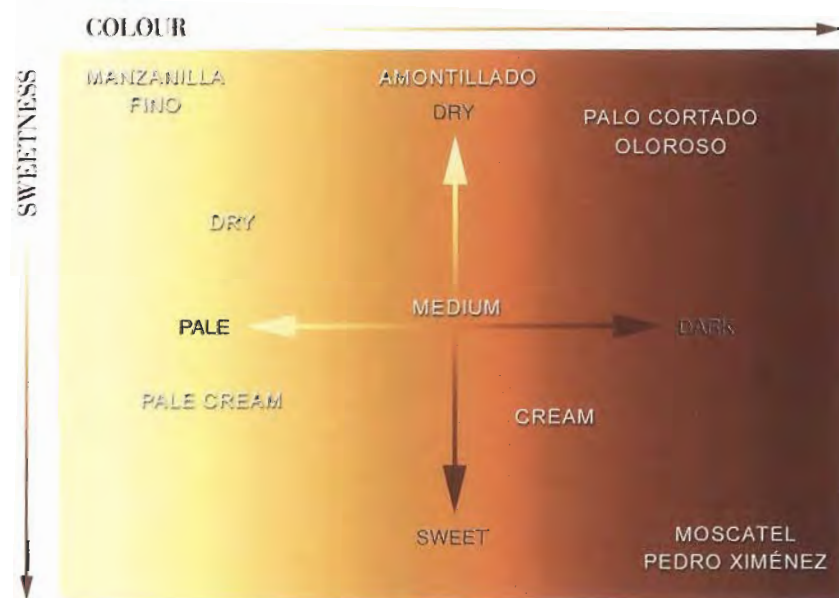 COLOUR
SWEETNESS
MANZANILLA
FINO
AMONTILLADO
DRY
PALO CORTADO
OLOROSO
DRY
MEDIUM
PALE
DARK
PALE CREAM
CREAM
SWEET
MOSCATEL
PEDRO XIMÉNEZ